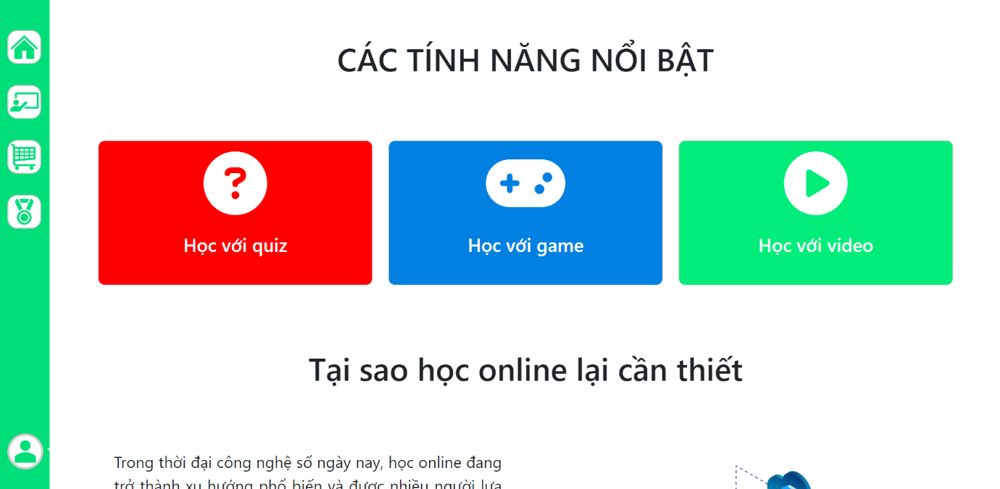 CÁC TÍNH NĂNG NỔI BẬT
Học với quiz
Học với game
Học với video
Tại sao học online lại cần thiết
Trong thời đại công nghệ số ngày nay, học online đang
trở thành xu hướng phổ biến và được nhiều người lựa